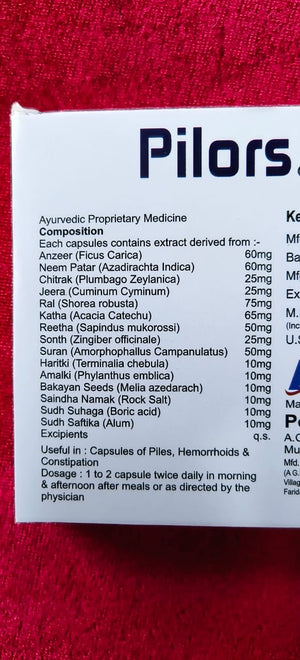 Pilors
Ayurvedic Proprietary Medicine
Composition
Each capsules contains extract derived from :-
Anzeer (Ficus Carica) 60mg
Neem Patar (Azadirachta Indica) 60mg
Chitrak (Plumbago Zeylanica) 25mg
Jeera (Cuminum Cyminum) 25mg
Ral (Shorea robusta) 75mg
Katha (Acacia Catechu) 65mg
Reetha (Sapindus mukorossi) 50mg
Sonth (Zingiber officinale) 25mg
Suran (Amorphophallus Campanulatus) 50mg
Haritki (Terminalia chebula) 10mg
Amalki (Phylanthus emblica) 10mg
Bakayan Seeds (Melia azedarach) 10mg
Saindha Namak (Rock Salt) 10mg
Sudh Suhaga (Boric acid) 10mg
Sudh Saftika (Alum) 10mg
Excipients q.s.
Useful in : Capsules of Piles, Hemorrhoids &
Constipation
Dosage : 1 to 2 capsule twice daily in morning
& afternoon after meals or as directed by the
physician
Ke
Mf
Ba
Mf
Ex
M.
(Inc
U.S
Ma
A.C
Mu
Mfd.
(A G.
Villag
Farid